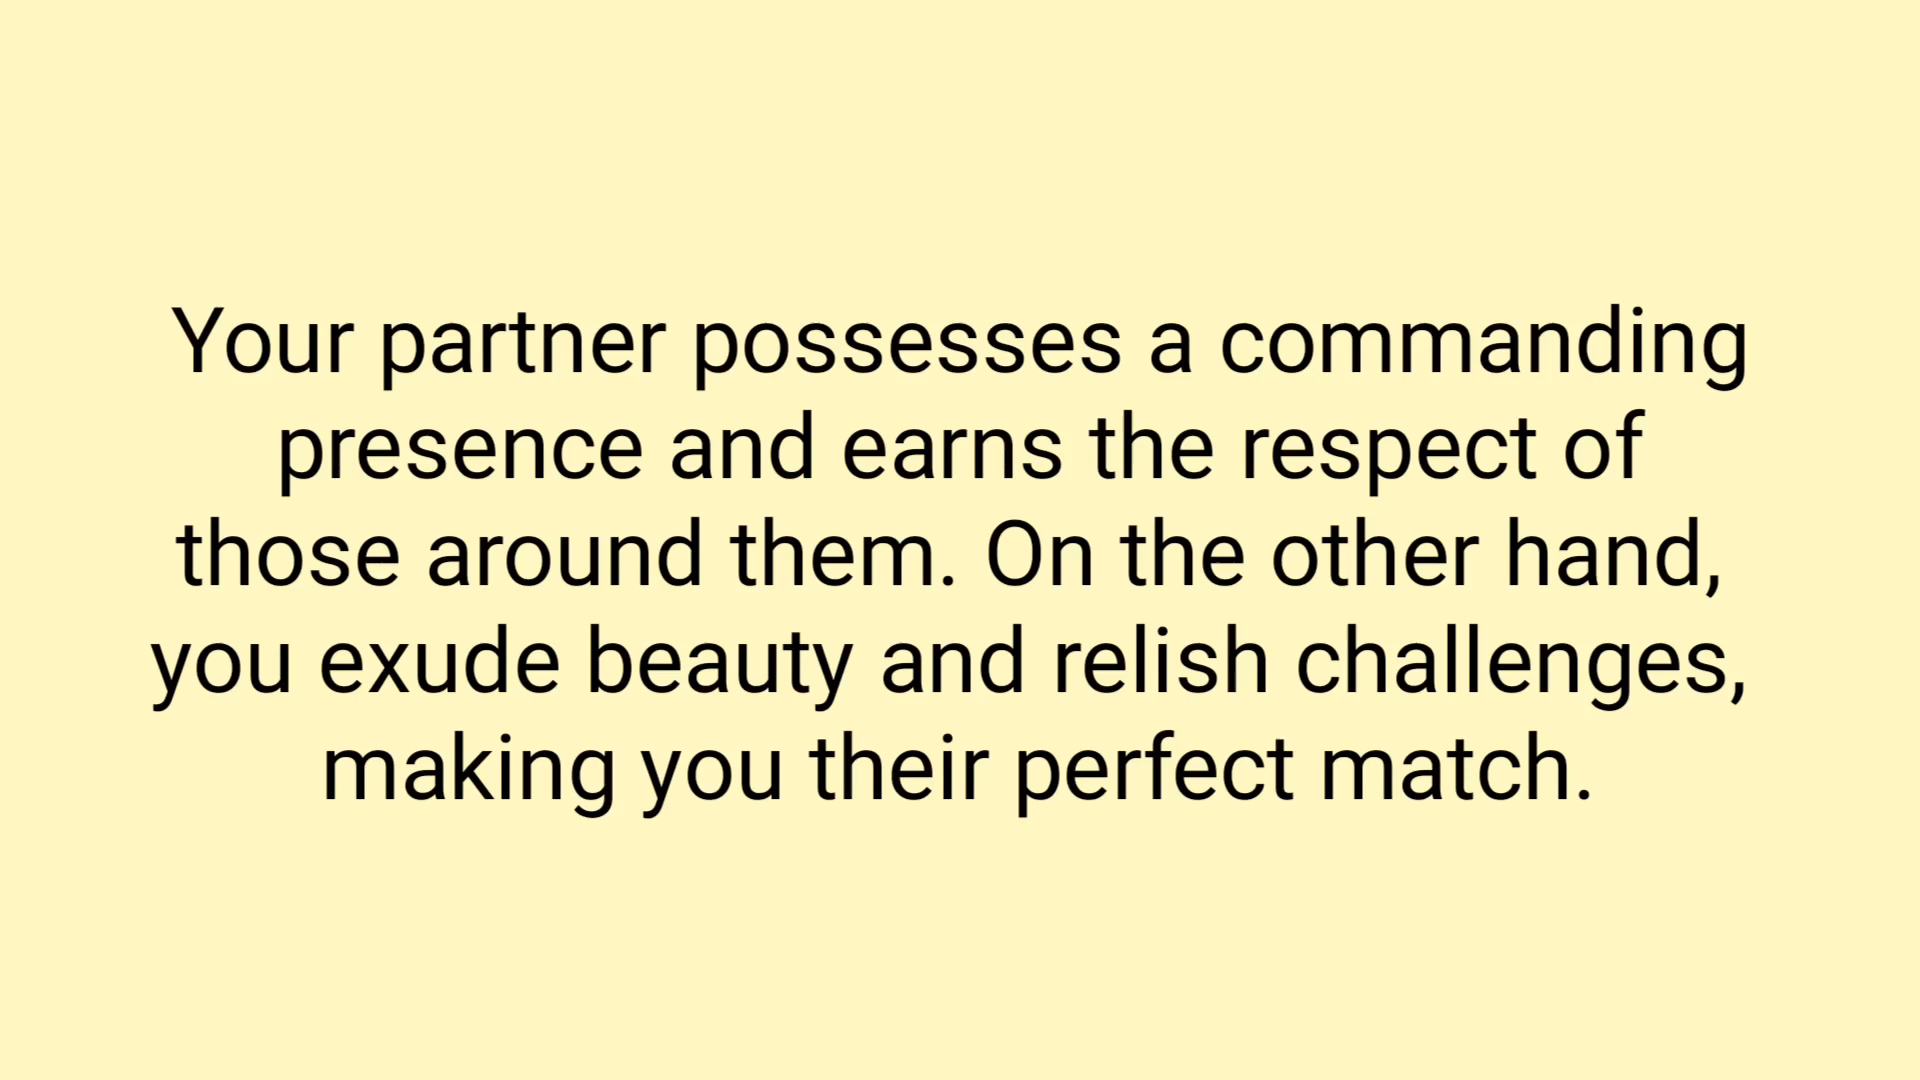 Your partner possesses a commanding
presence and earns the respect of
those around them. On the other hand,
you exude beauty and relish challenges,
making you their perfect match.